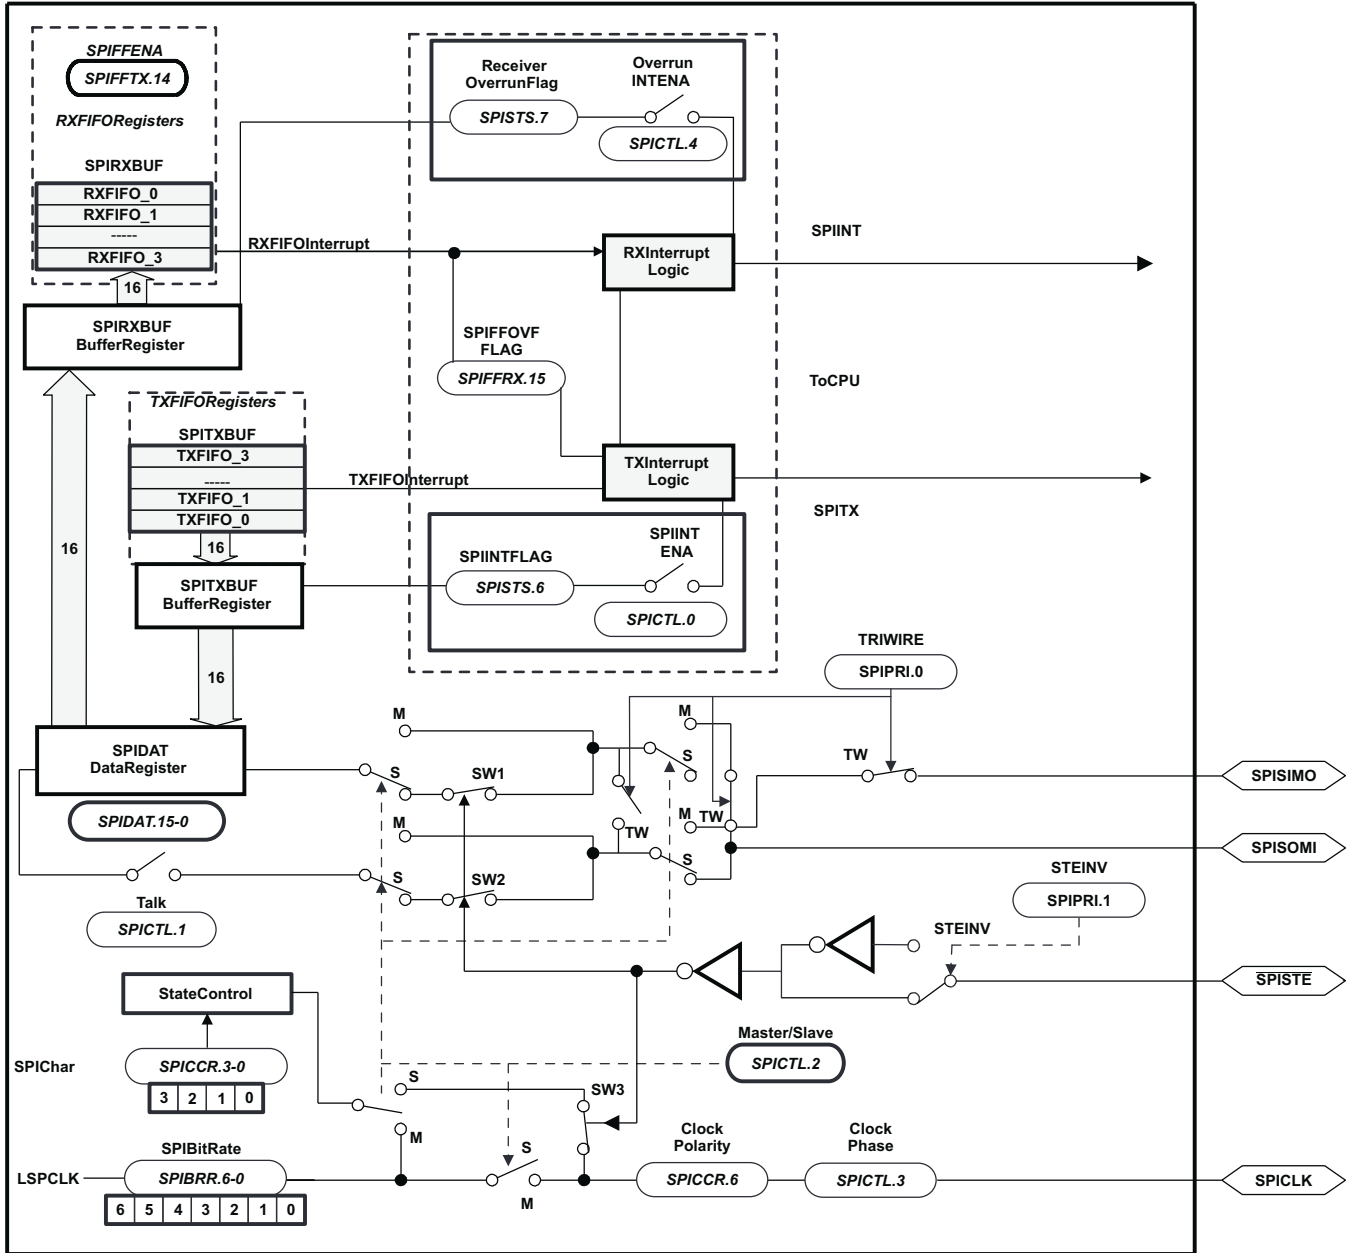 SPIFFENA
SPIFFTX.14
RXFIFORegisters
SPIRXBUF
RXFIFO_0
RXFIFO_1
-----
RXFIFO_3
16
SPIRXBUF
BufferRegister
Receiver
OverrunFlag
SPISTS.7
Overrun
INTENA
SPICTL.4
RXFIFOInterrupt
RXInterrupt
Logic
SPIINT
SPIFFOVF
FLAG
SPIFFRX.15
ToCPU
TXFIFORegisters
SPITXBUF
TXFIFO_3
-----
TXFIFO_1
TXFIFO_0
16
TXFIFOInterrupt
TXInterrupt
Logic
SPITX
16
SPITXBUF
BufferRegister
SPIINTFLAG
SPISTS.6
SPIINT
ENA
SPICTL.0
16
TRIWIRE
SPIPRI.0
SPIDAT
DataRegister
SPIDAT.15-0
M
S
SW1
M
S
TW
SPISIMO
M
S
SW2
TW
M
TW
S
SPISOMI
Talk
SPICTL.1
STEINV
SPIPRI.1
STEINV
SPISTE
StateControl
Master/Slave
SPICTL.2
SPIChar
SPICCR.3-0
3 2 1 0
S
M
SW3
SPIBitRate
LSPCLK
SPIBRR.6-0
6 5 4 3 2 1 0
S
M
Clock
Polarity
SPICCR.6
Clock
Phase
SPICTL.3
SPICLK